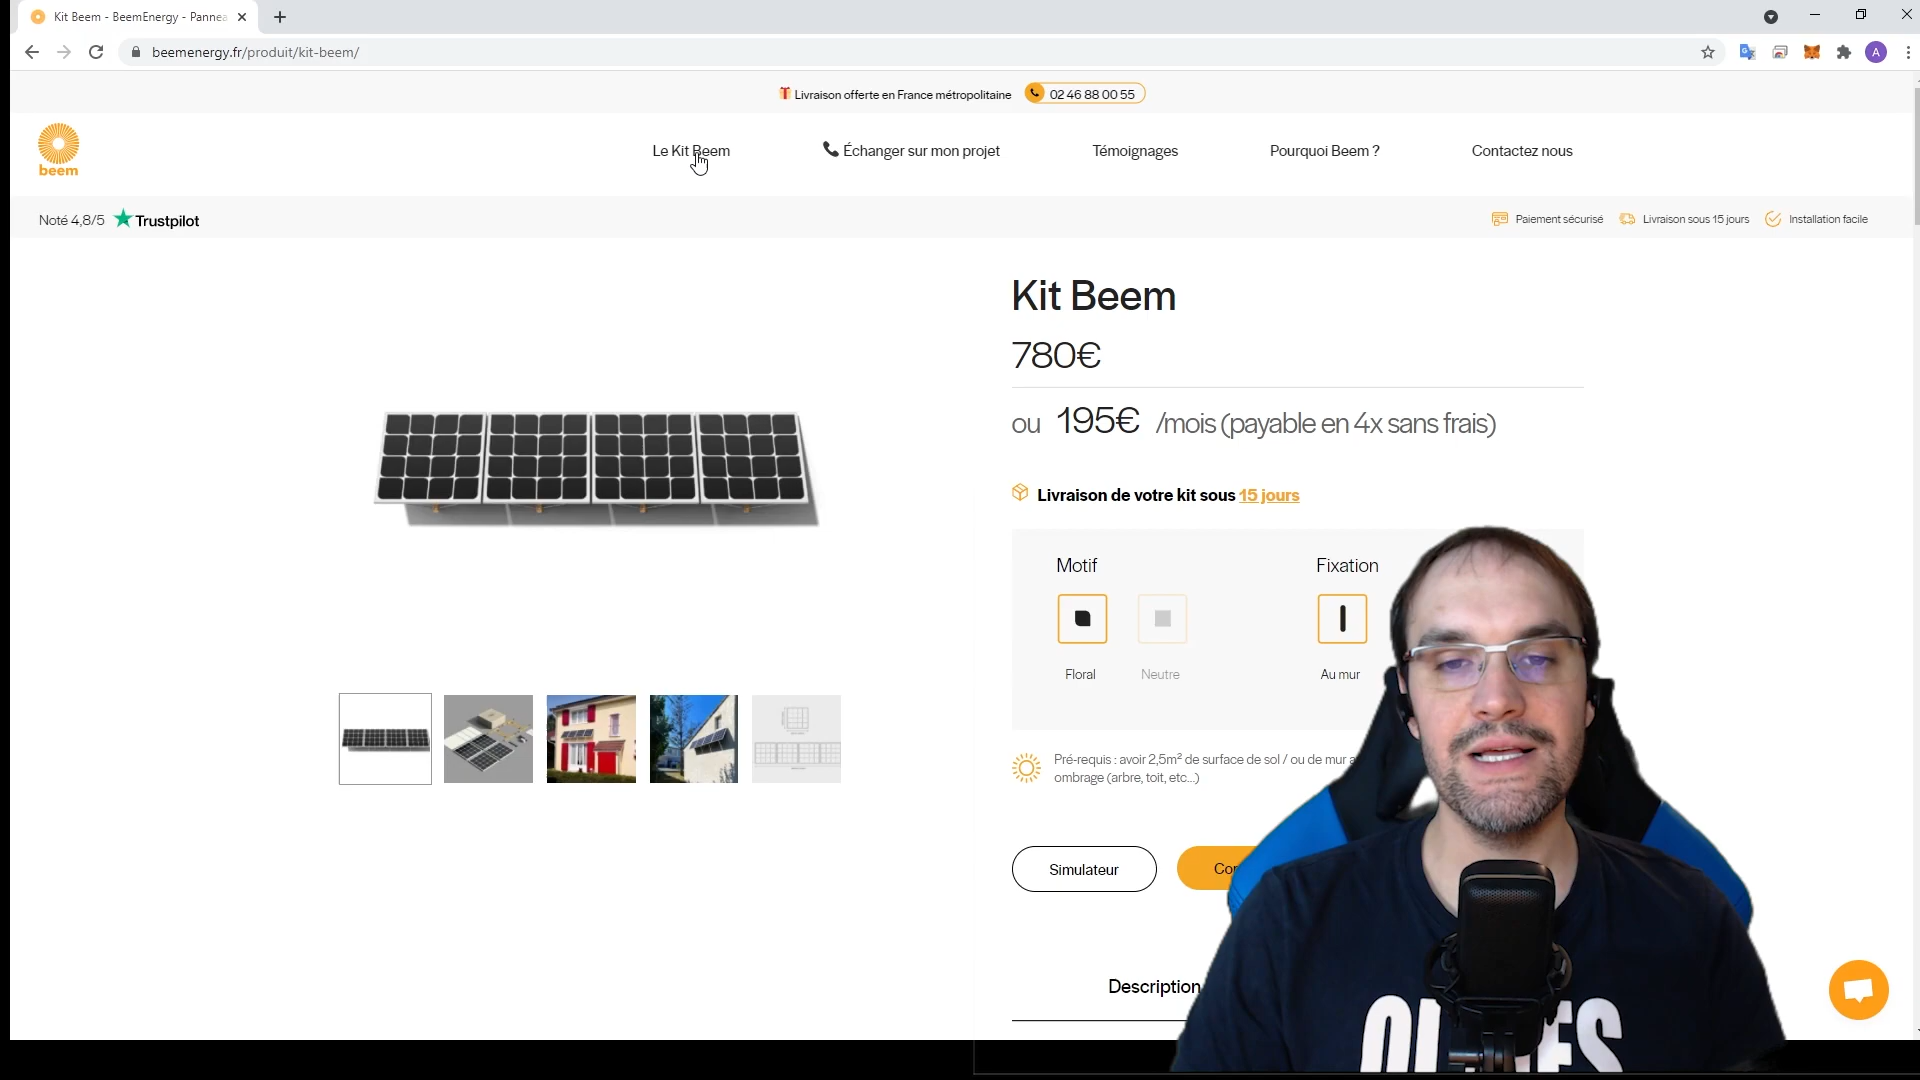 Kit Beem - BeemEnergy - Pannea
beemenergy.fr/produit/kit-beem/
A
Livraison offerte en France métropolitaine
02 46 88 00 55
beem
Le Kit Beem
Échanger sur mon projet
Témoignages
Pourquoi Beem ?
Contactez nous
Noté 4,8/5
Trustpilot
Paiement sécurisé
Livraison sous 15 jours
Installation facile
Kit Beem
780€
ou 195€ /mois (payable en 4x sans frais)
Livraison de votre kit sous 15 jours
Motif
Fixation
Floral
Neutre
Au mur
Pré-requis : avoir 2,5m² de surface de sol / ou de mur
ombrage (arbre, toit, etc...)
Simulateur
Description